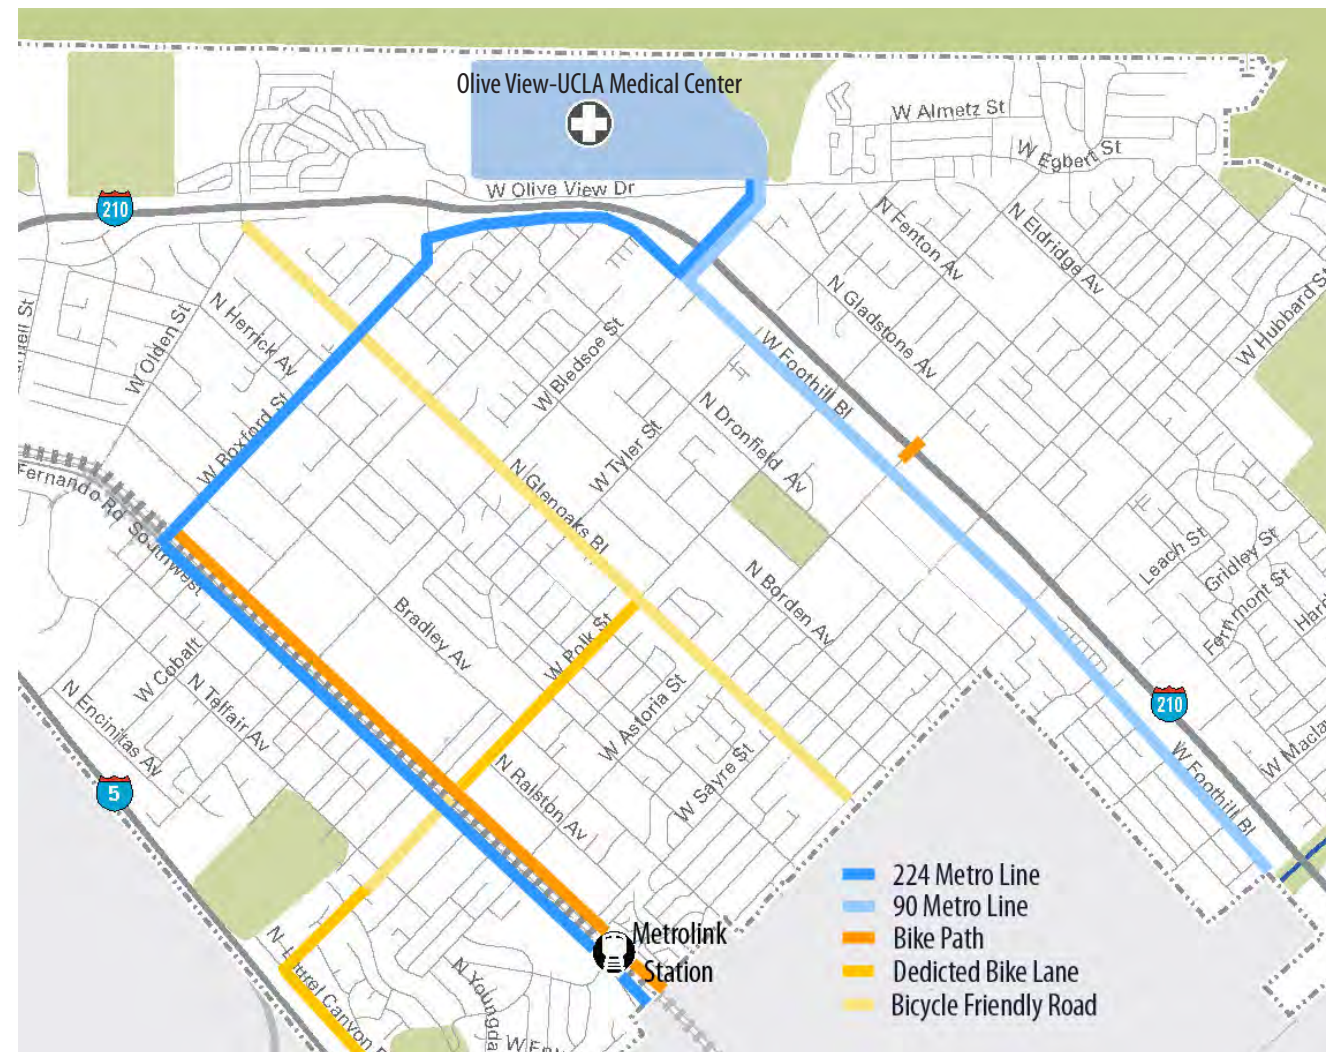 Olive View-UCLA Medical Center
W Almetz St
W Egbert St
W Olive View Dr
210
N Fenton Av
N Eldridge Av
N Gladstone Av
W Hubbard St
N Herrick Av
W Olden St
W Bledsoe St
W Foothill Bl
N Dronfield Av
W Roxford St
W Tyler St
N Glenoaks Bl
Fernando Rd Southwest
Leach St
Gridley St
Fernmont St
N Borden Av
Bradley Av
W Polk St
W Cobalt
N Telfair Av
N Encinitas Av
W Astoria St
W Sayre St
N Ralston Av
210
W Maclay
W Foothill Bl
5
224 Metro Line
90 Metro Line
Bike Path
Dedicted Bike Lane
Bicycle Friendly Road
Metrolink
Station
N Laurel Canyon